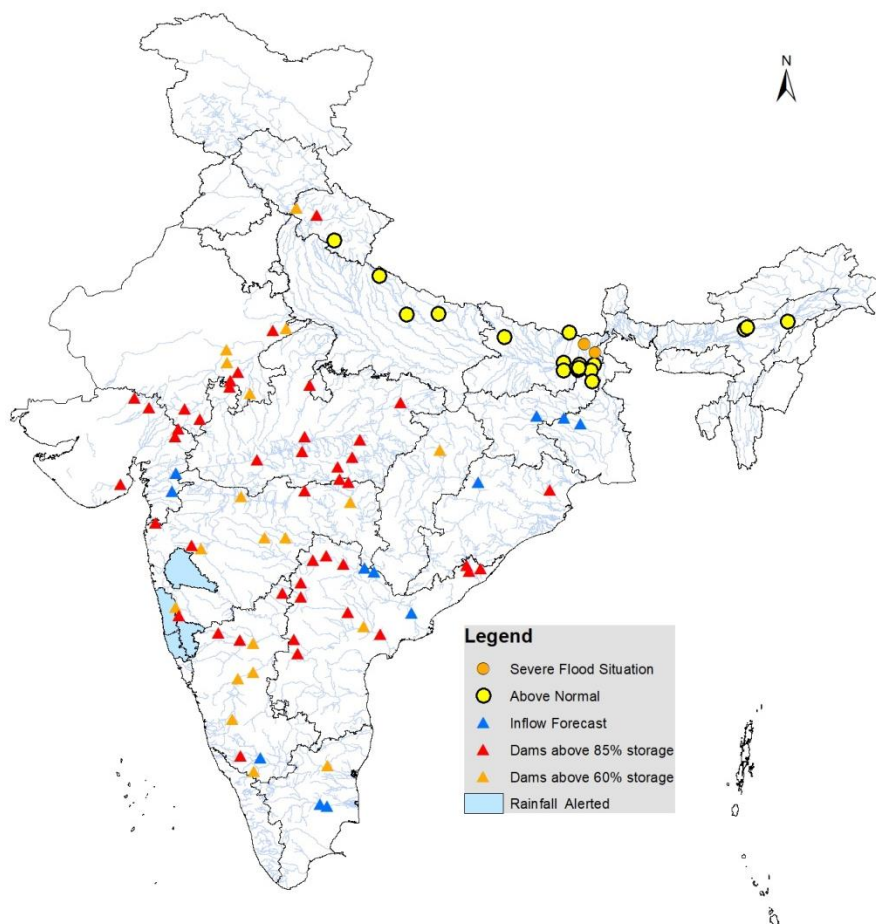 N
Legend
Severe Flood Situation
Above Normal
Inflow Forecast
Dams above 85% storage
Dams above 60% storage
Rainfall Alerted